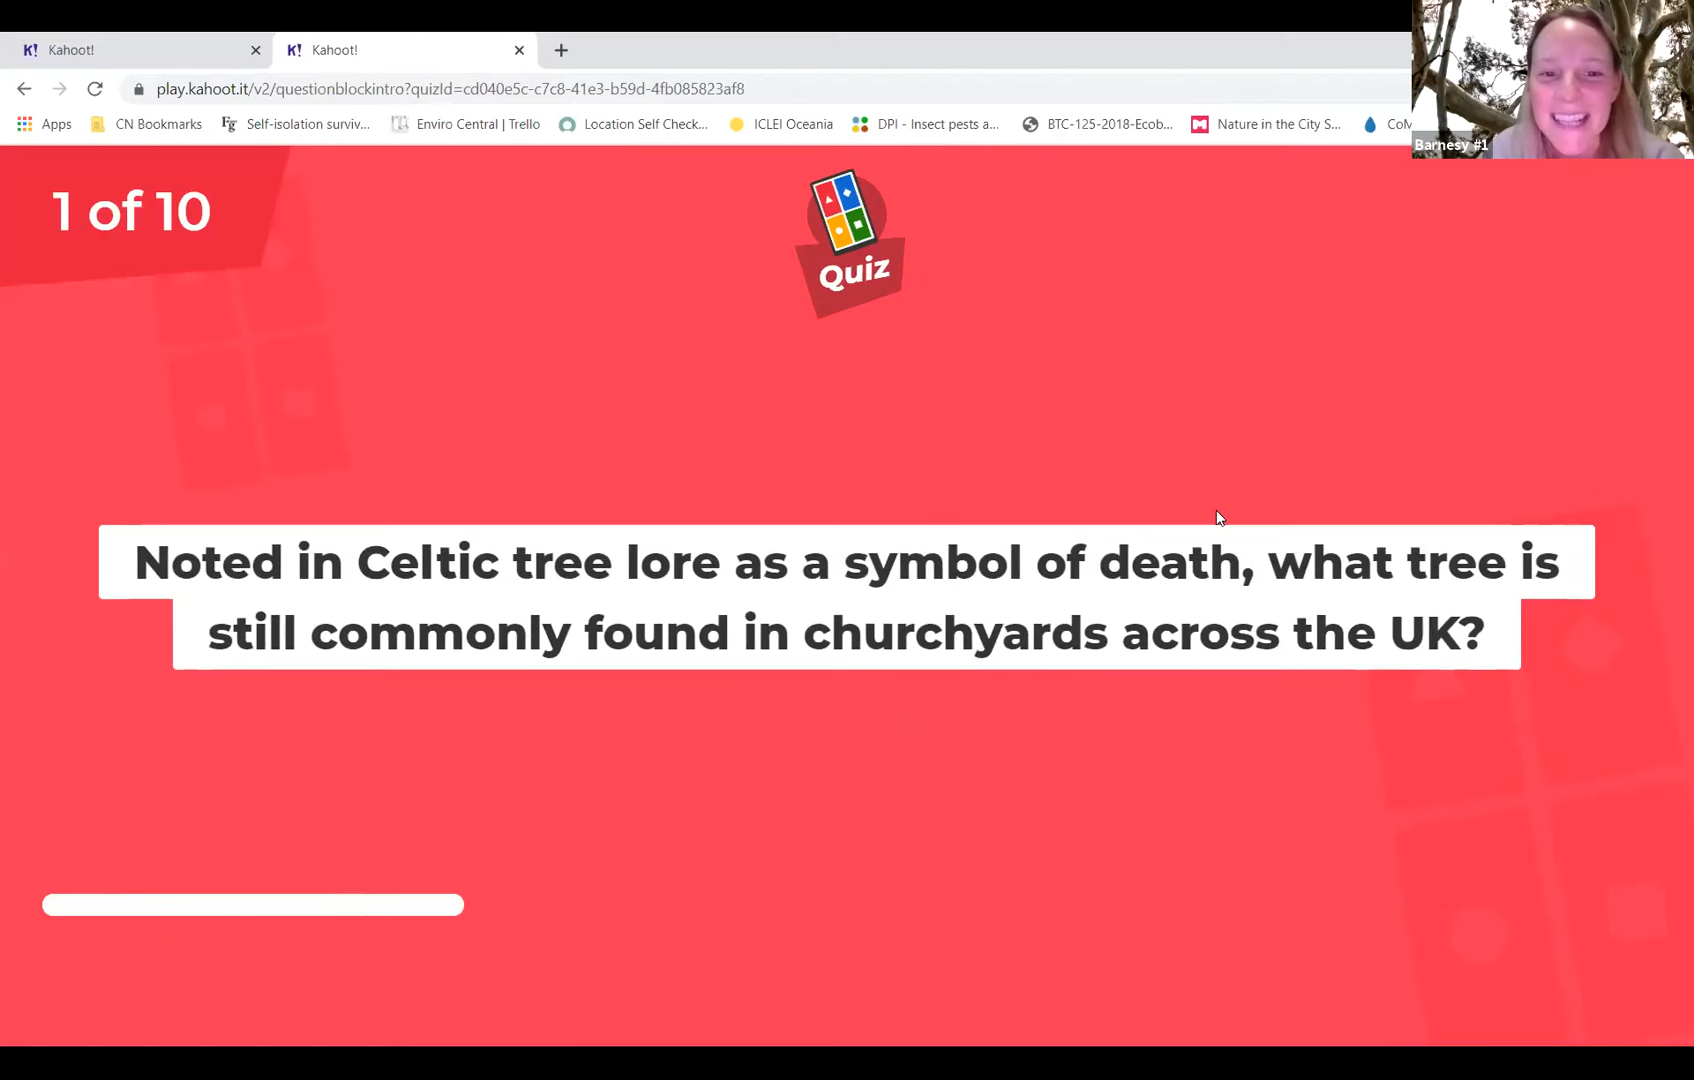 Kahoot!
Kahoot!
play.kahoot.it/v2/questionblockintro?quizId=cd040e5c-c7c8-41e3-b59d-4fb085823af8
Apps CN Bookmarks Self-isolation surviv... Enviro Central | Trello Location Self Check... ICLEI Oceania DPI - Insect pests a... BTC-125-2018-Ecob... Nature in the City S... CoM
Barnesy #1
1 of 10
Quiz
Noted in Celtic tree lore as a symbol of death, what tree is
still commonly found in churchyards across the UK?